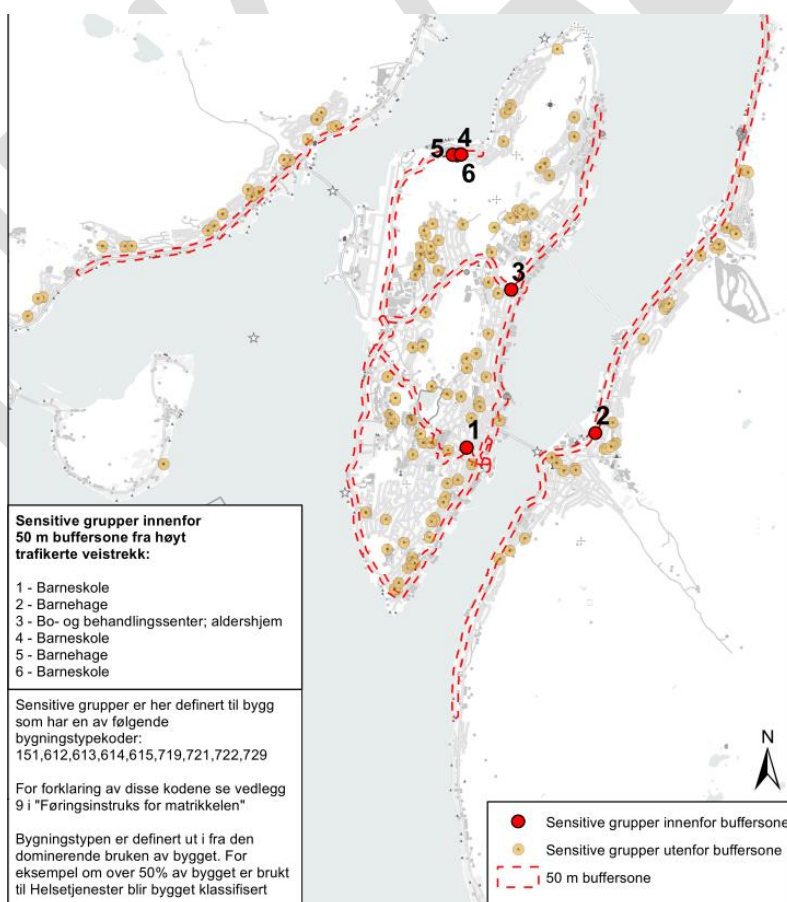 4
5
6
3
2
1
Sensitive grupper innenfor
50 m buffersone fra høyt
trafikerte veistrekk:
1 - Barneskole
2 - Barnehage
3 - Bo- og behandlingssenter; aldershjem
4 - Barneskole
5 - Barnehage
6 - Barneskole
Sensitive grupper er her definert til bygg
som har en av følgende
bygningstypekoder:
151,612,613,614,615,719,721,722,729
For forklaring av disse kodene se vedlegg
9 i "Føringsinstruks for matrikkelen"
Bygningstypen er definert ut i fra den
dominerende bruken av bygget. For
eksempel om over 50% av bygget er brukt
til Helsetjenester blir bygget klassifisert
N
Sensitive grupper innenfor buffersone
Sensitive grupper utenfor buffersone
50 m buffersone